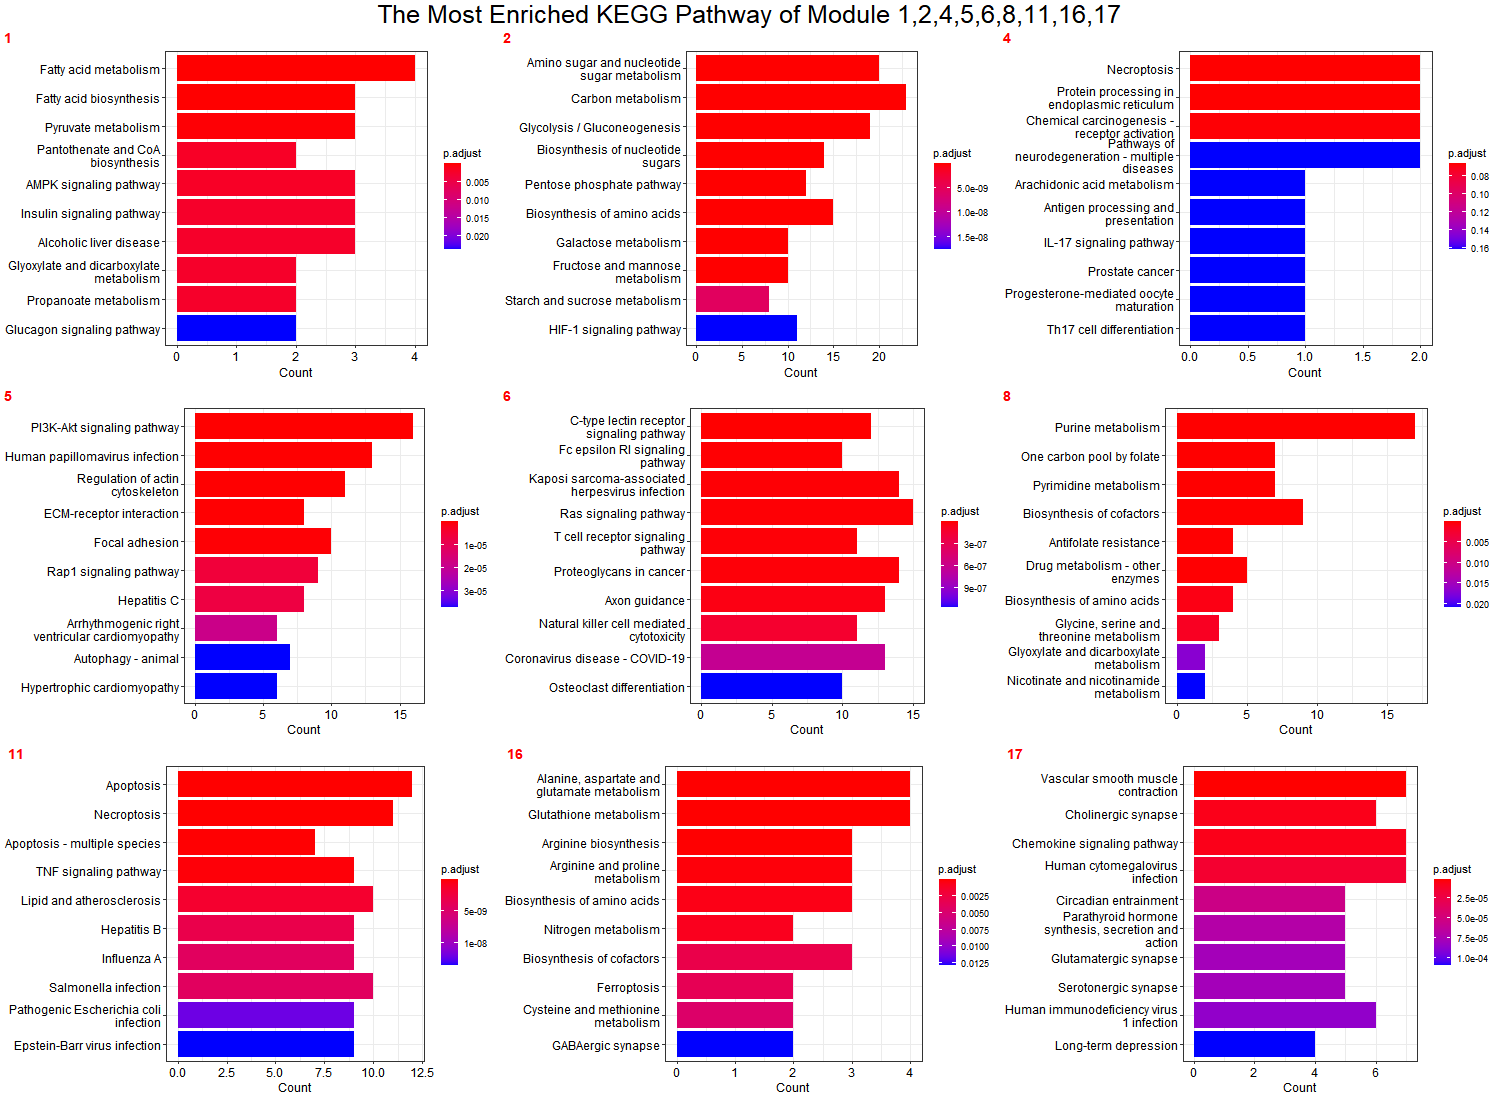 The Most Enriched KEGG Pathway of Module 1,2,4,5,6,8,11,16,17
1
Fatty acid metabolism
Fatty acid biosynthesis
Pyruvate metabolism
Pantothenate and CoA
biosynthesis
AMPK signaling pathway
Insulin signaling pathway
Alcoholic liver disease
Glyoxylate and dicarboxylate
metabolism
Propanoate metabolism
Glucagon signaling pathway
0 1 2 3 4
Count
p.adjust
0.005
0.010
0.015
0.020
2
Amino sugar and nucleotide
sugar metabolism
Carbon metabolism
Glycolysis / Gluconeogenesis
Biosynthesis of nucleotide
sugars
Pentose phosphate pathway
Biosynthesis of amino acids
Galactose metabolism
Fructose and mannose
metabolism
Starch and sucrose metabolism
HIF-1 signaling pathway
0 5 10 15 20
Count
p.adjust
5.0e-09
1.0e-08
1.5e-08
4
Necroptosis
Protein processing in
endoplasmic reticulum
Chemical carcinogenesis -
receptor activation
Pathways of
neurodegeneration - multiple
diseases
Arachidonic acid metabolism
Antigen processing and
presentation
IL-17 signaling pathway
Prostate cancer
Progesterone-mediated oocyte
maturation
Th17 cell differentiation
0.0 0.5 1.0 1.5 2.0
Count
p.adjust
0.08
0.10
0.12
0.14
0.16
5
PI3K-Akt signaling pathway
Human papillomavirus infection
Regulation of actin
cytoskeleton
ECM-receptor interaction
Focal adhesion
Rap1 signaling pathway
Hepatitis C
Arrhythmogenic right
ventricular cardiomyopathy
Autophagy - animal
Hypertrophic cardiomyopathy
0 5 10 15
Count
p.adjust
1e-05
2e-05
3e-05
6
C-type lectin receptor
signaling pathway
Fc epsilon RI signaling
pathway
Kaposi sarcoma-associated
herpesvirus infection
Ras signaling pathway
T cell receptor signaling
pathway
Proteoglycans in cancer
Axon guidance
Natural killer cell mediated
cytotoxicity
Coronavirus disease - COVID-19
Osteoclast differentiation
0 5 10 15
Count
p.adjust
3e-07
6e-07
9e-07
8
Purine metabolism
One carbon pool by folate
Pyrimidine metabolism
Biosynthesis of cofactors
Antifolate resistance
Drug metabolism - other
enzymes
Biosynthesis of amino acids
Glycine, serine and
threonine metabolism
Glyoxylate and dicarboxylate
metabolism
Nicotinate and nicotinamide
metabolism
0 5 10 15
Count
p.adjust
0.005
0.010
0.015
0.020
11
Apoptosis
Necroptosis
Apoptosis - multiple species
TNF signaling pathway
Lipid and atherosclerosis
Hepatitis B
Influenza A
Salmonella infection
Pathogenic Escherichia coli
infection
Epstein-Barr virus infection
0.0 2.5 5.0 7.5 10.0 12.5
Count
p.adjust
5e-09
1e-08
16
Alanine, aspartate and
glutamate metabolism
Glutathione metabolism
Arginine biosynthesis
Arginine and proline
metabolism
Biosynthesis of amino acids
Nitrogen metabolism
Biosynthesis of cofactors
Ferroptosis
Cysteine and methionine
metabolism
GABAergic synapse
0 1 2 3 4
Count
p.adjust
0.0025
0.0050
0.0075
0.0100
0.0125
17
Vascular smooth muscle
contraction
Cholinergic synapse
Chemokine signaling pathway
Human cytomegalovirus
infection
Circadian entrainment
Parathyroid hormone
synthesis, secretion and
action
Glutamatergic synapse
Serotonergic synapse
Human immunodeficiency virus
1 infection
Long-term depression
0 2 4 6
Count
p.adjust
2.5e-05
5.0e-05
7.5e-05
1.0e-04